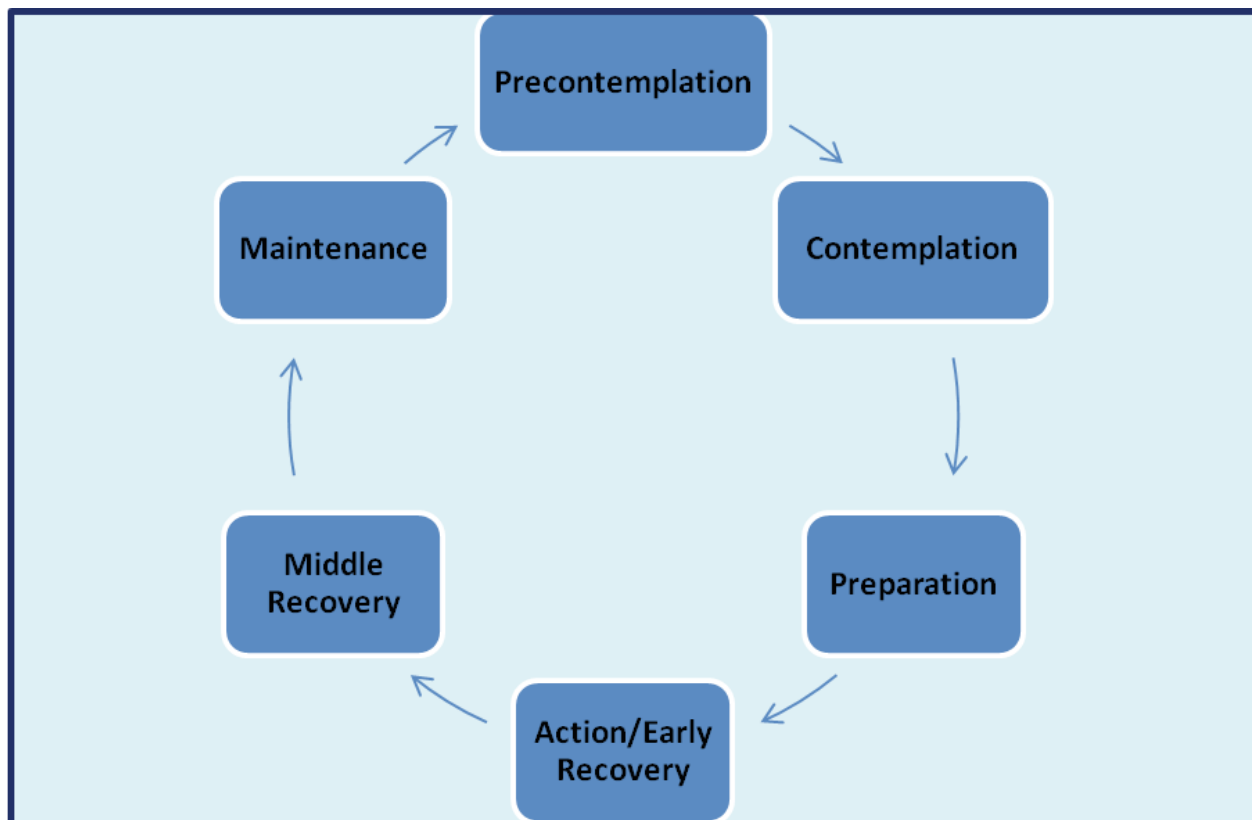 Precontemplation
Contemplation
Preparation
Action/Early
Recovery
Middle
Recovery
Maintenance